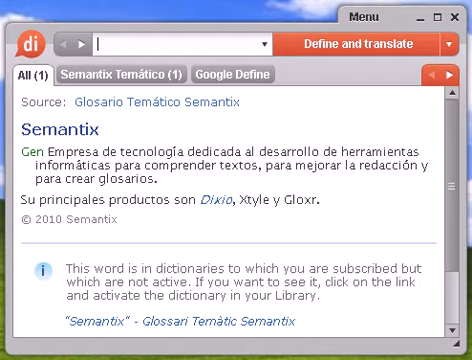 Menu
di
Define and translate
All (1)
Semantix Temático (1)
Google Define
Source: Glosario Temático Semantix
Semantix
Gen Empresa de tecnología dedicada al desarrollo de herramientas
informáticas para comprender textos, para mejorar la redacción y
para crear glosarios.
Su principales productos son Dixio, Xtyle y Gloxr.
© 2010 Semantix
i
This word is in dictionaries to which you are subscribed but
which are not active. If you want to see it, click on the link
and activate the dictionary in your Library.
"Semantix" - Glossari Temàtic Semantix